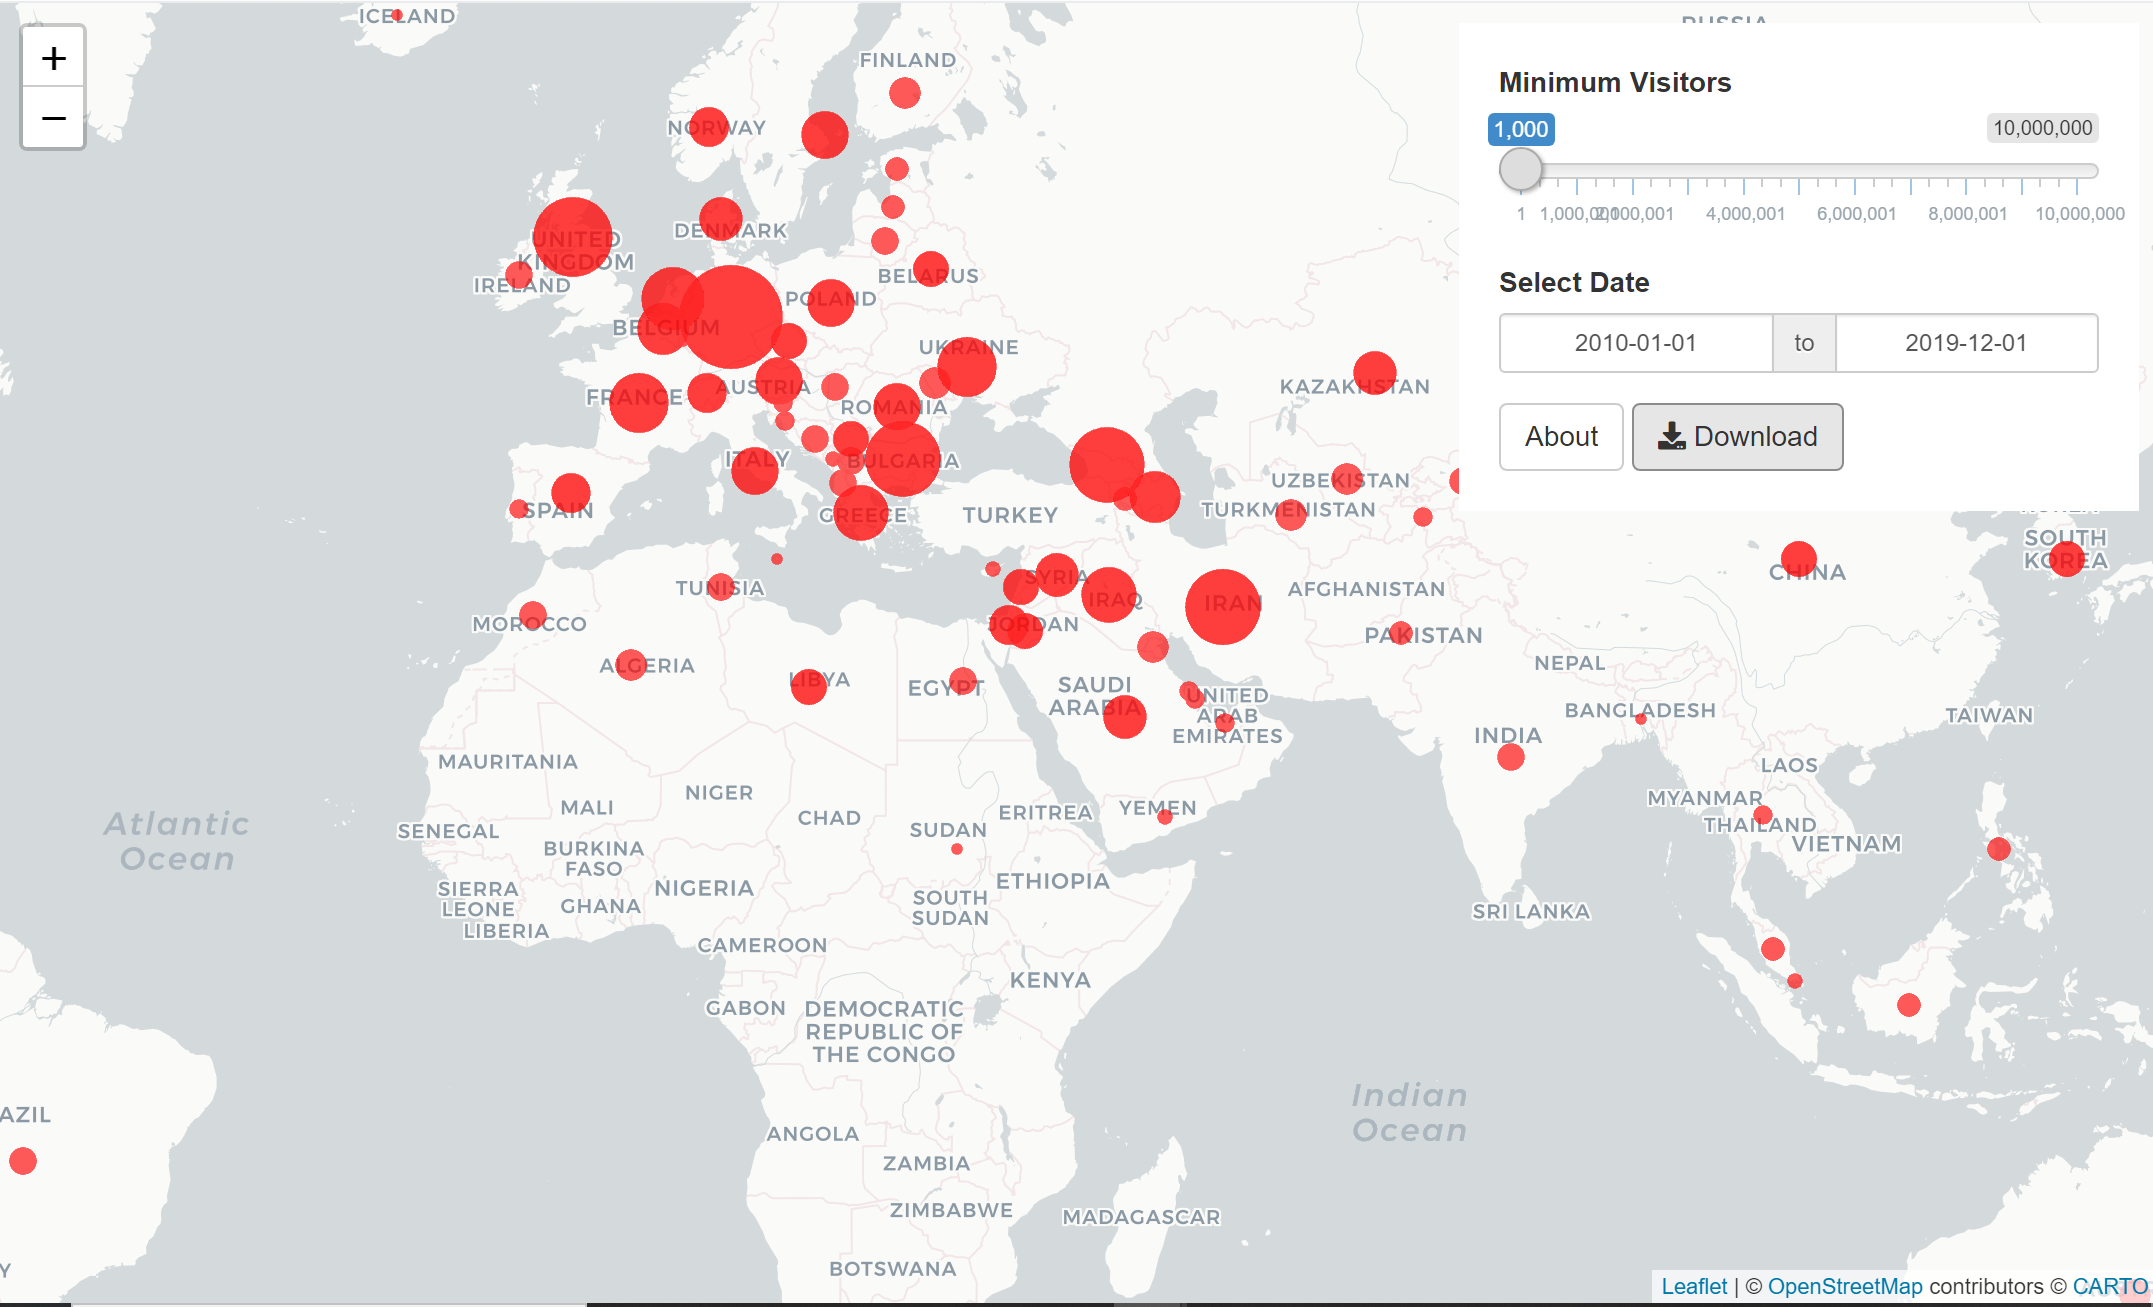 ICELAND
RUSSIA
+
−
FINLAND
NORWAY
Minimum Visitors
1,000
10,000,000
1
1,000,001
2,000,001
4,000,001
6,000,001
8,000,001
10,000,000
DENMARK
UNITED
KINGDOM
IRELAND
BELARUS
POLAND
BELGIUM
UKRAINE
Select Date
2010-01-01 to 2019-12-01
KAZAKHSTAN
AUSTRIA
FRANCE
ROMANIA
About
Download
ITALY
BULGARIA
UZBEKISTAN
TURKMENISTAN
SPAIN
GREECE
TURKEY
SOUTH
KOREA
CHINA
SYRIA
TUNISIA
AFGHANISTAN
IRAQ
IRAN
MOROCCO
JORDAN
PAKISTAN
ALGERIA
LIBYA
EGYPT
NEPAL
SAUDI
ARABIA
UNITED
ARAB
EMIRATES
BANGLADESH
TAIWAN
INDIA
MAURITANIA
LAOS
NIGER
MALI
MYANMAR
YEMEN
ERITREA
CHAD
THAILAND
Atlantic
Ocean
SENEGAL
SUDAN
VIETNAM
BURKINA
FASO
ETHIOPIA
NIGERIA
SIERRA
LEONE
GHANA
SOUTH
SUDAN
SRI LANKA
LIBERIA
CAMEROON
KENYA
GABON
DEMOCRATIC
REPUBLIC OF
THE CONGO
Indian
Ocean
AZIL
ANGOLA
ZAMBIA
ZIMBABWE
MADAGASCAR
Y
BOTSWANA
Leaflet | © OpenStreetMap contributors © CARTO